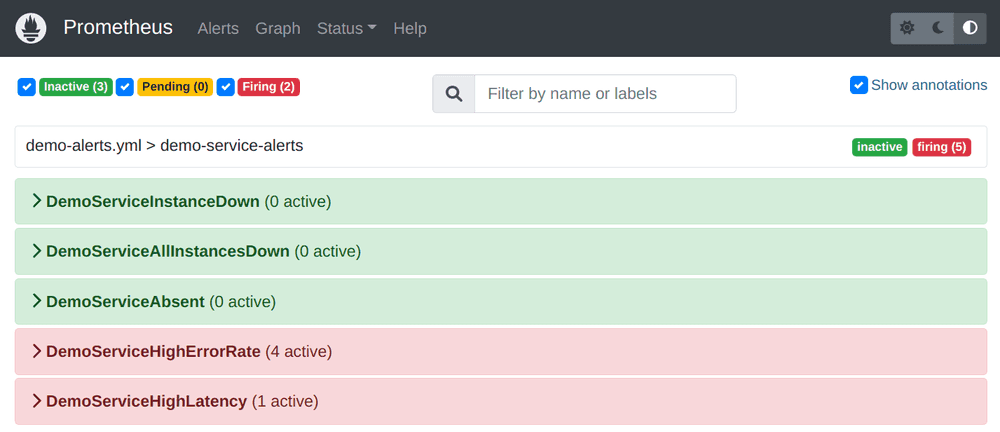 Prometheus Alerts Graph Status Help
Inactive (3) Pending (0) Firing (2) Filter by name or labels Show annotations
demo-alerts.yml > demo-service-alerts inactive firing (5)
DemoServiceInstanceDown (0 active)
DemoServiceAllInstancesDown (0 active)
DemoServiceAbsent (0 active)
DemoServiceHighErrorRate (4 active)
DemoServiceHighLatency (1 active)